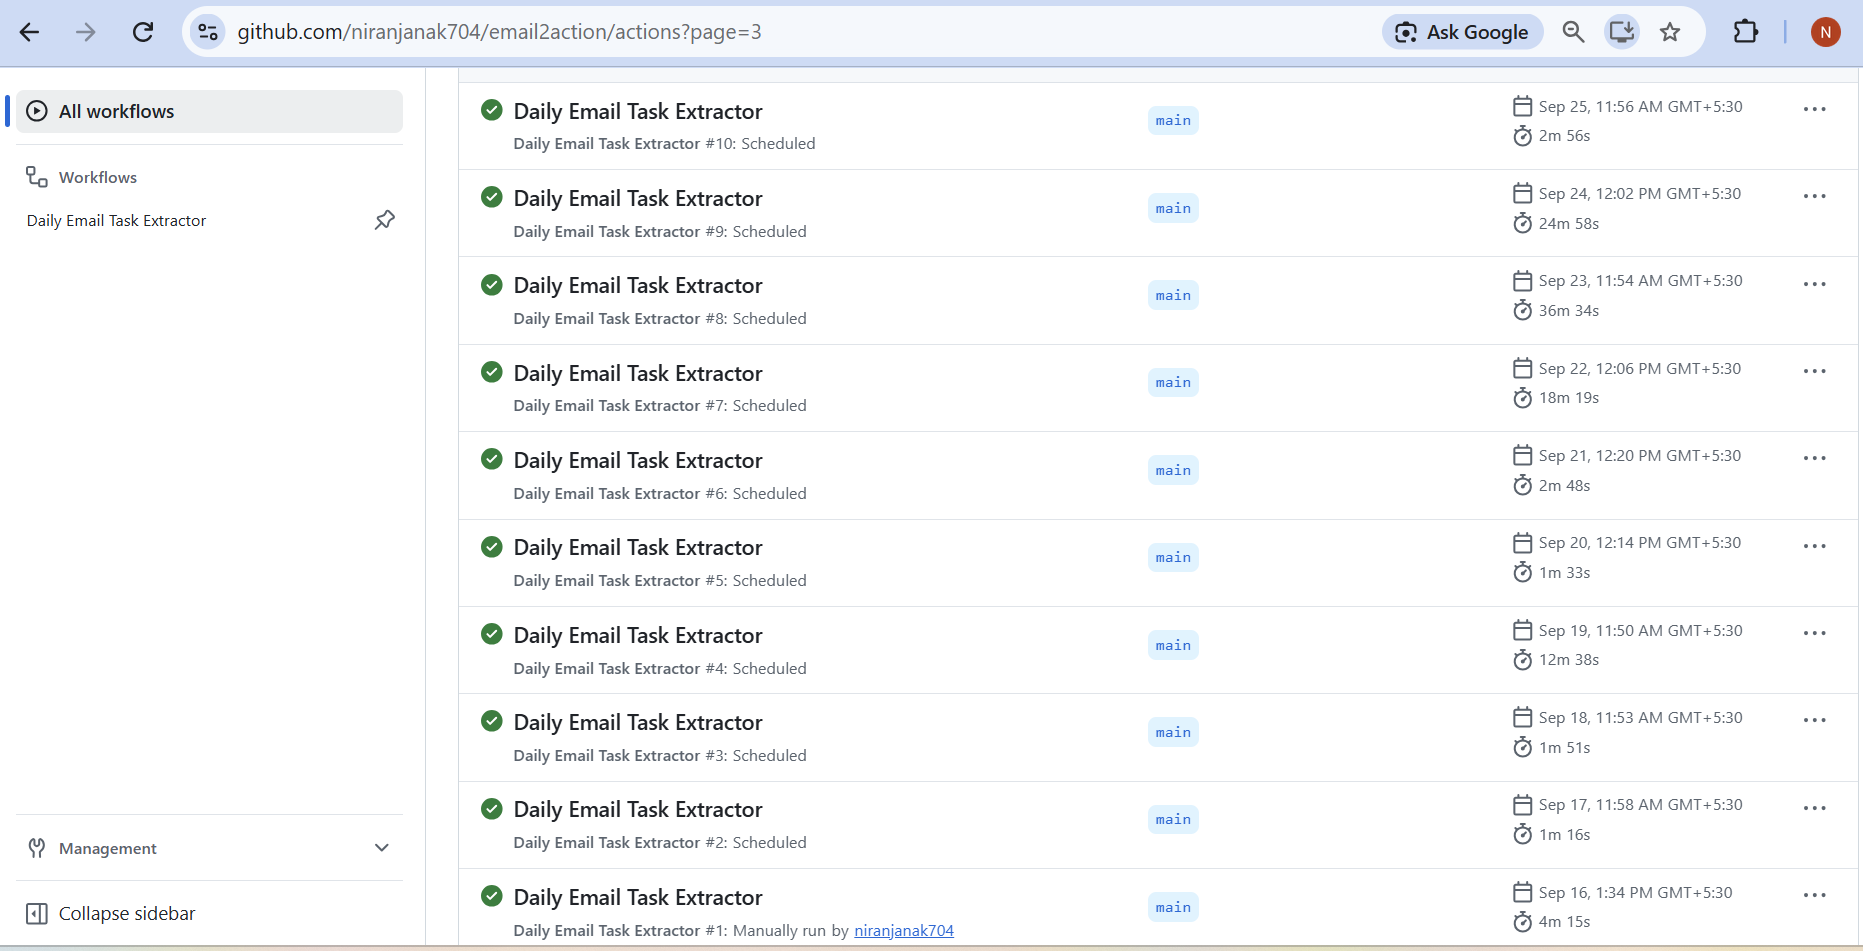 github.com/niranjanak704/email2action/actions?page=3
Ask Google
N
All workflows
Workflows
Daily Email Task Extractor
Management
Collapse sidebar
Daily Email Task Extractor
Daily Email Task Extractor #10: Scheduled
main
Sep 25, 11:56 AM GMT+5:30
2m 56s
Daily Email Task Extractor
Daily Email Task Extractor #9: Scheduled
main
Sep 24, 12:02 PM GMT+5:30
24m 58s
Daily Email Task Extractor
Daily Email Task Extractor #8: Scheduled
main
Sep 23, 11:54 AM GMT+5:30
36m 34s
Daily Email Task Extractor
Daily Email Task Extractor #7: Scheduled
main
Sep 22, 12:06 PM GMT+5:30
18m 19s
Daily Email Task Extractor
Daily Email Task Extractor #6: Scheduled
main
Sep 21, 12:20 PM GMT+5:30
2m 48s
Daily Email Task Extractor
Daily Email Task Extractor #5: Scheduled
main
Sep 20, 12:14 PM GMT+5:30
1m 33s
Daily Email Task Extractor
Daily Email Task Extractor #4: Scheduled
main
Sep 19, 11:50 AM GMT+5:30
12m 38s
Daily Email Task Extractor
Daily Email Task Extractor #3: Scheduled
main
Sep 18, 11:53 AM GMT+5:30
1m 51s
Daily Email Task Extractor
Daily Email Task Extractor #2: Scheduled
main
Sep 17, 11:58 AM GMT+5:30
1m 16s
Daily Email Task Extractor
Daily Email Task Extractor #1: Manually run by niranjanak704
main
Sep 16, 1:34 PM GMT+5:30
4m 15s